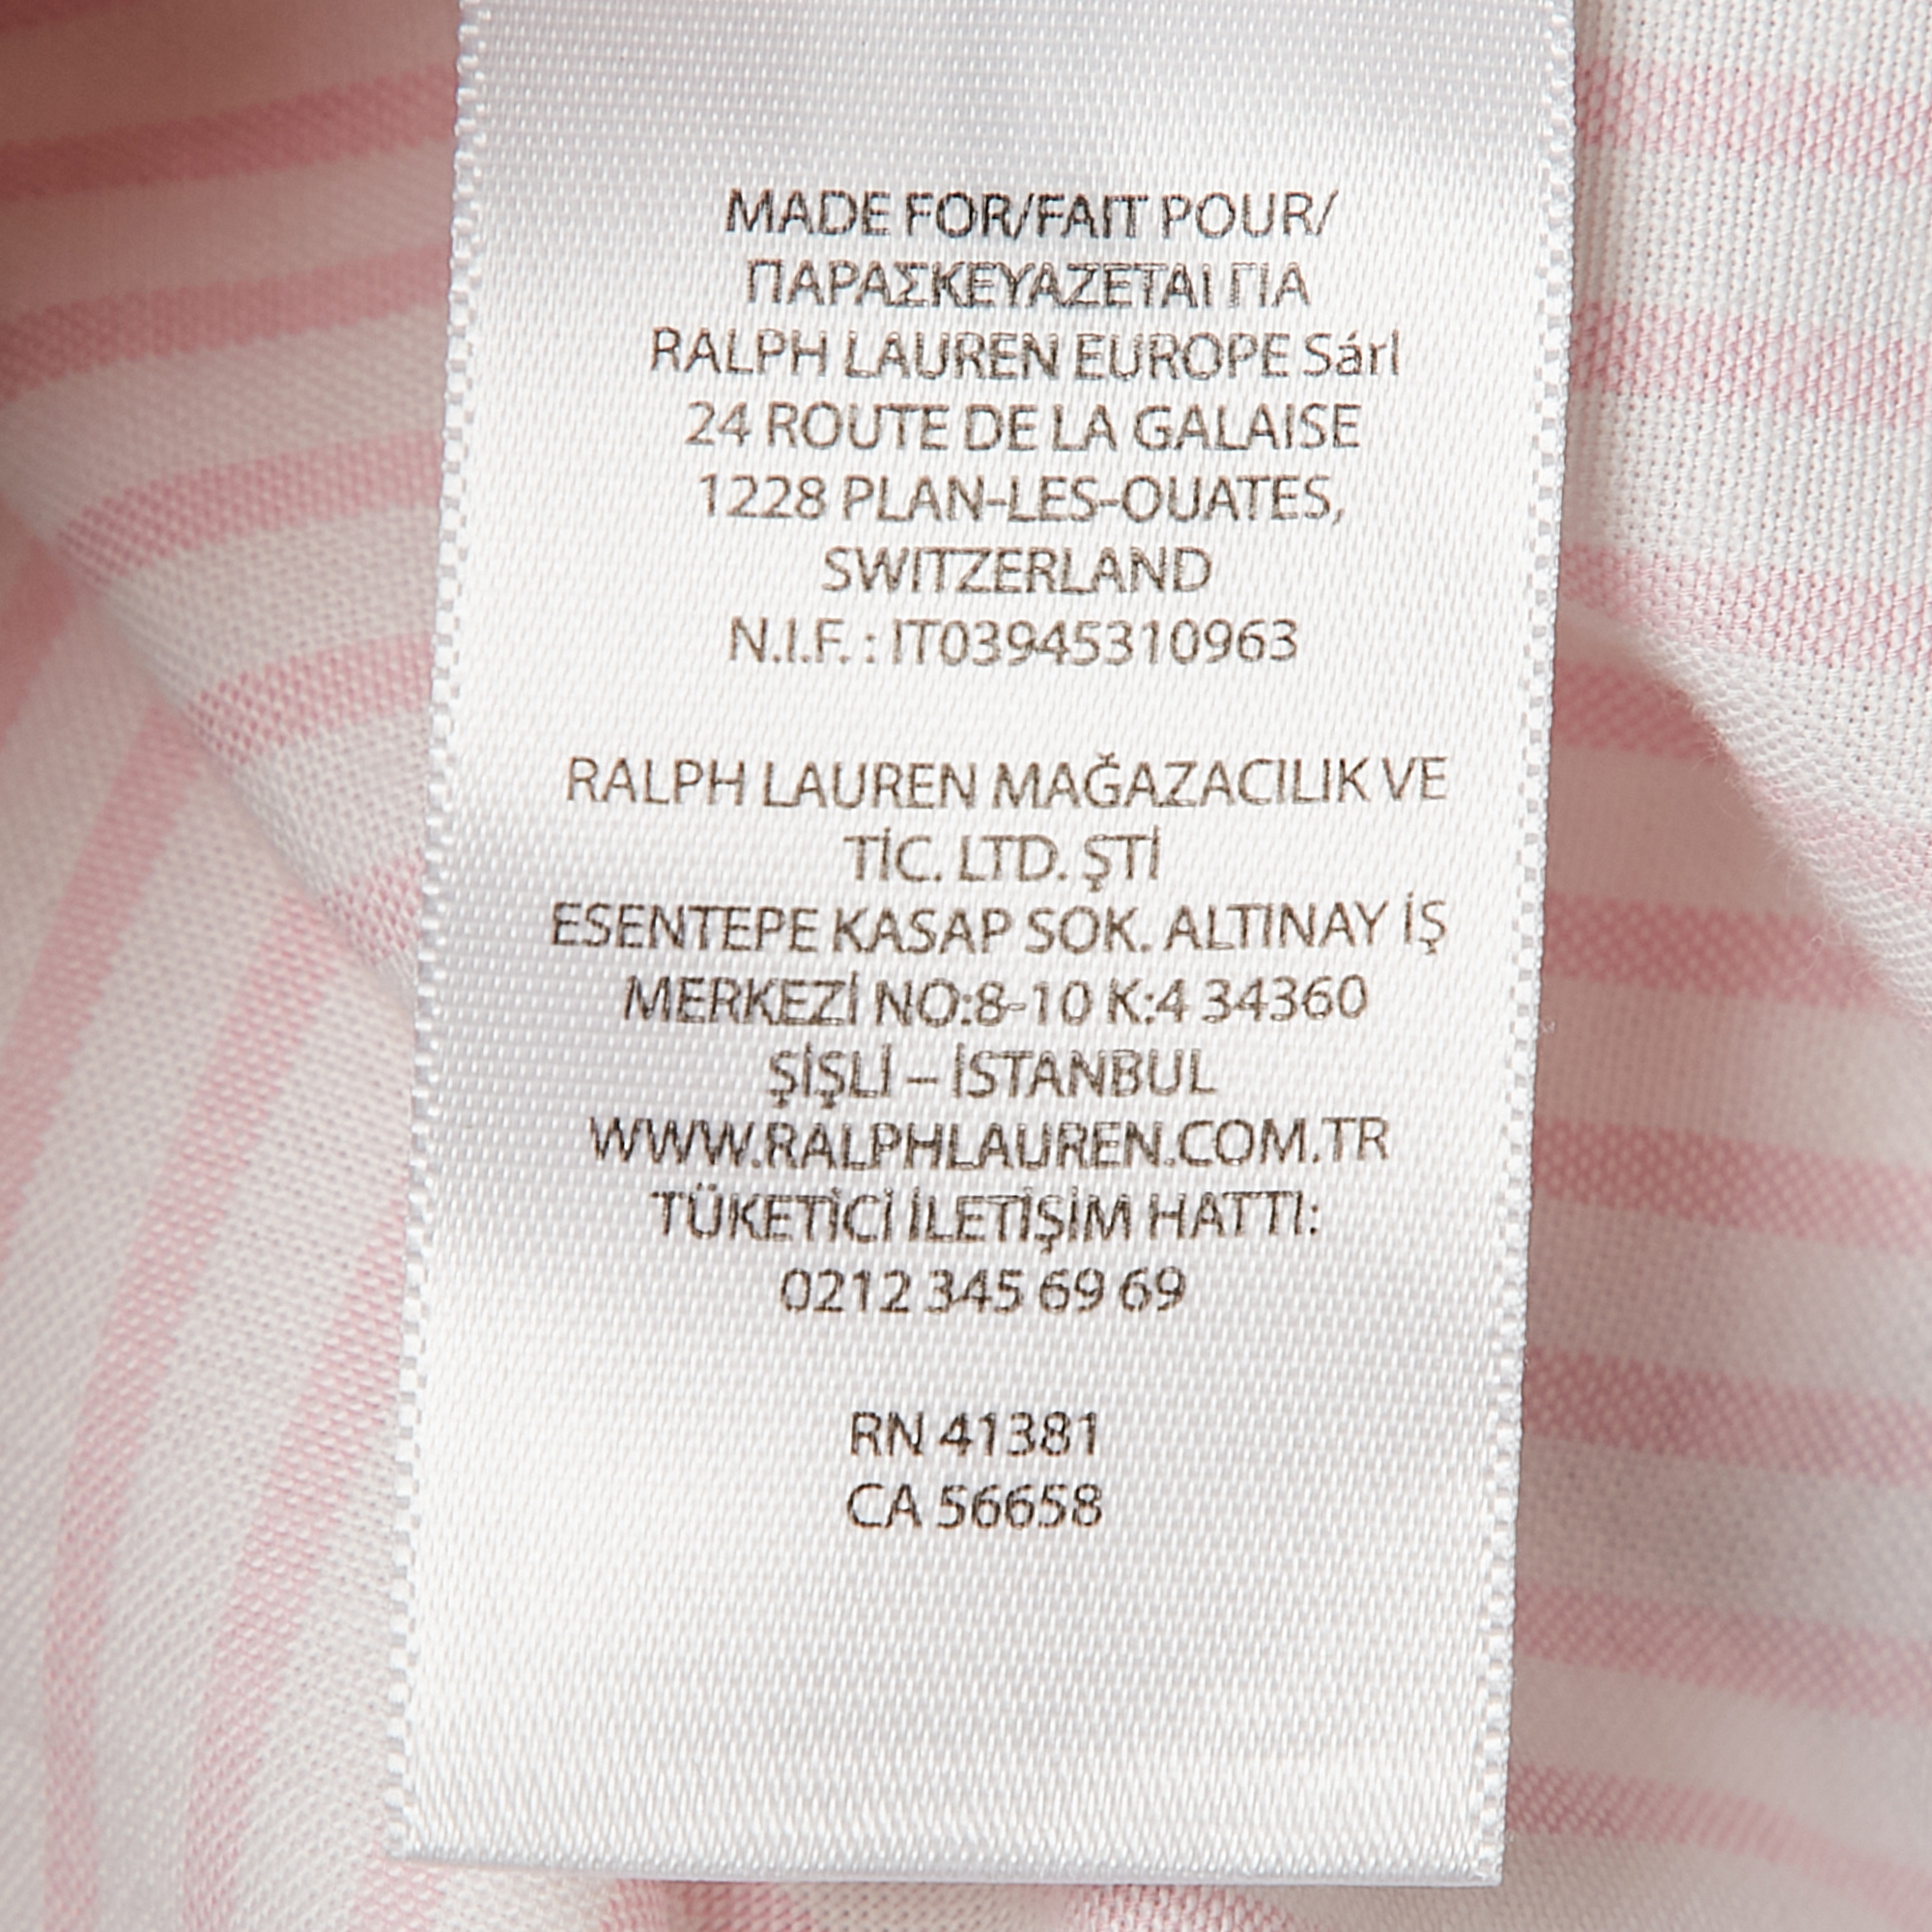 MADE FOR/FAIT POUR/
ΠΑΡΑΣΚΕΥΑΖΕΤΑΙ ΓΙΑ
RALPH LAUREN EUROPE Sárl
24 ROUTE DE LA GALAISE
1228 PLAN-LES-OUATES,
SWITZERLAND
N.I.F. : IT03945310963
RALPH LAUREN MAĞAZACILIK VE
TİC. LTD. ŞTİ
ESENTEPE KASAP SOK. ALTINAY İŞ
MERKEZİ NO:8-10 K:4 34360
ŞİŞLİ – İSTANBUL
WWW.RALPHLAUREN.COM.TR
TÜKETİCİ İLETİŞİM HATTI:
0212 345 69 69
RN 41381
CA 56658